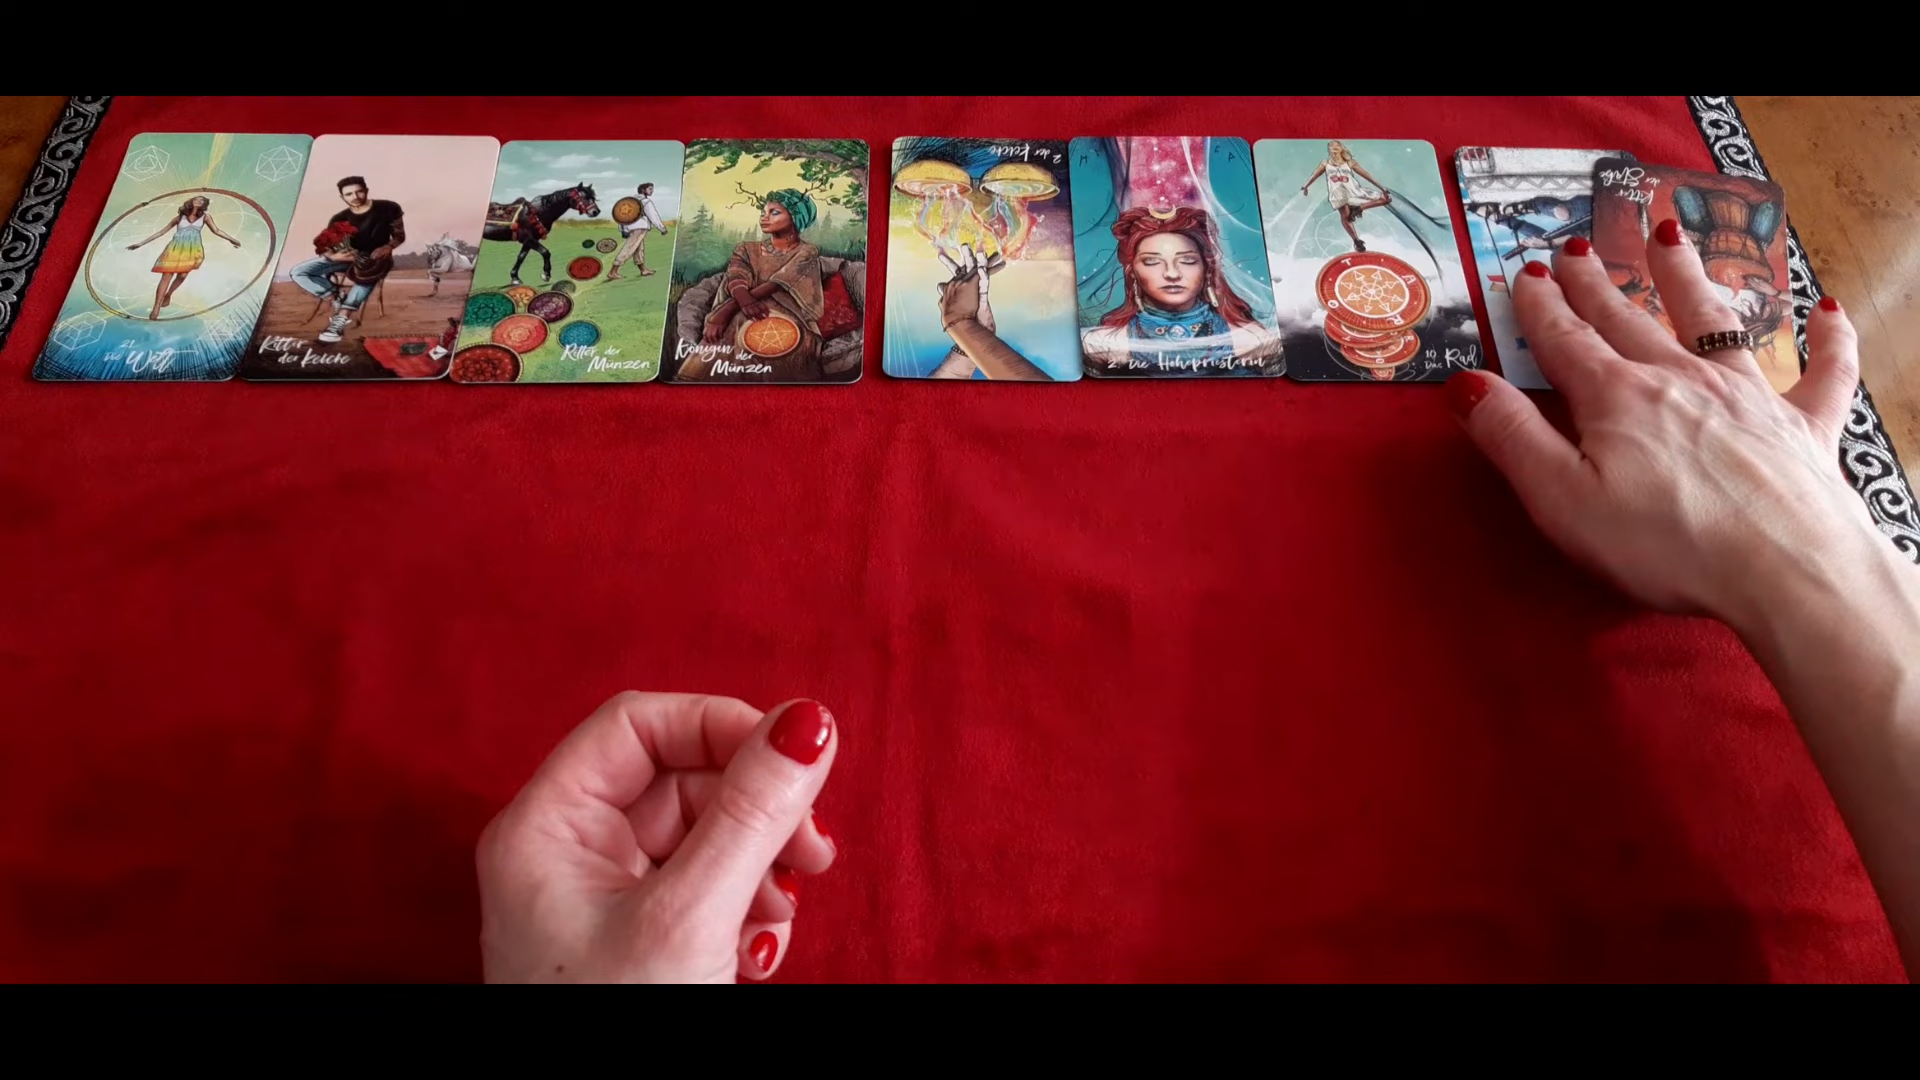 21
Die Welt
Ritter
der Kelche
Ritter der
Münzen
Königin der
Münzen
2 der Kelche
2. Die Hohepriesterin
TARO
10
Das Rad
Ritter
der Stäbe